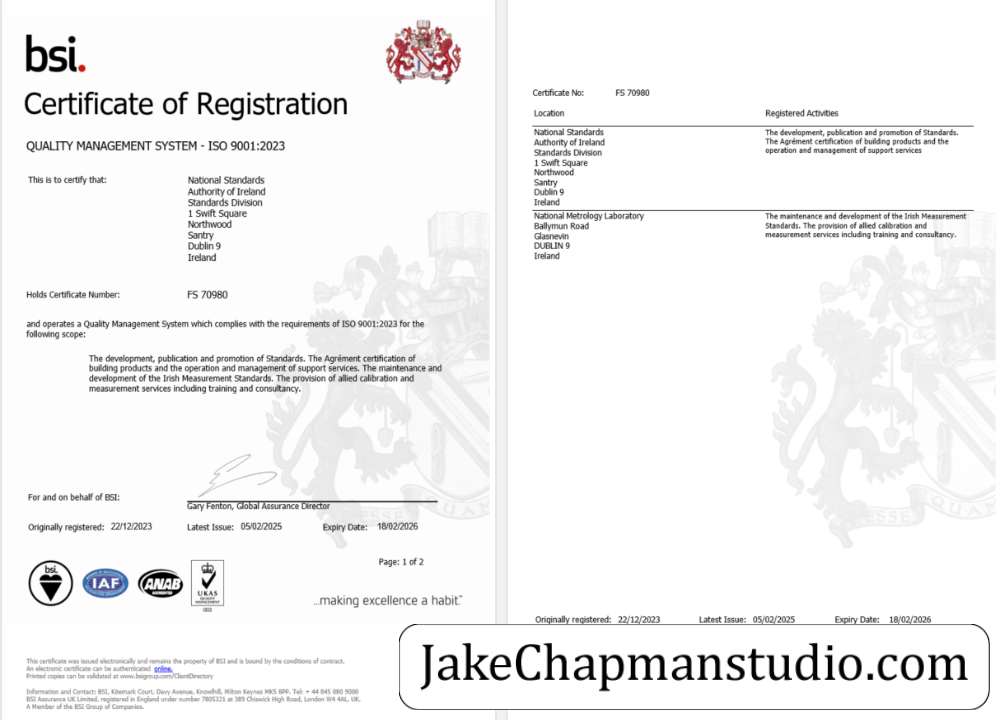 bsi.
Certificate of Registration
QUALITY MANAGEMENT SYSTEM - ISO 9001:2023
This is to certify that:
National Standards
Authority of Ireland
Standards Division
1 Swift Square
Northwood
Santry
Dublin 9
Ireland
Holds Certificate Number:
FS 70980
and operates a Quality Management System which complies with the requirements of ISO 9001:2023 for the
following scope:
The development, publication and promotion of Standards. The Agrément certification of
building products and the operation and management of support services. The maintenance and
development of the Irish Measurement Standards. The provision of allied calibration and
measurement services including training and consultancy.
For and on behalf of BSI:
Gary Fenton, Global Assurance Director
Originally registered: 22/12/2023
Latest Issue: 05/02/2025
Expiry Date: 18/02/2026
Page: 1 of 2
bsi.
IAF
ANAB
ACCREDITED
UKAS
QUALITY
MANAGEMENT
...making excellence a habit.™
This certificate was issued electronically and remains the property of BSI and is bound by the conditions of contract.
An electronic certificate can be authenticated online.
Printed copies can be validated at www.bsigroup.com/ClientDirectory
Information and Contact: BSI, Kitemark Court, Davy Avenue, Knowlhill, Milton Keynes MK5 8PP. Tel: + 44 845 080 9000
BSI Assurance UK Limited, registered in England under number 7805321 at 389 Chiswick High Road, London W4 4AL, UK.
A Member of the BSI Group of Companies.
Certificate No:
FS 70980
Location
Registered Activities
National Standards
Authority of Ireland
Standards Division
1 Swift Square
Northwood
Santry
Dublin 9
Ireland
The development, publication and promotion of Standards.
The Agrément certification of building products and the
operation and management of support services
National Metrology Laboratory
Ballymun Road
Glasnevin
DUBLIN 9
Ireland
The maintenance and development of the Irish Measurement
Standards. The provision of allied calibration and
measurement services including training and consultancy.
Originally registered: 22/12/2023
Latest Issue: 05/02/2025
Expiry Date: 18/02/2026
JakeChapmanstudio.com